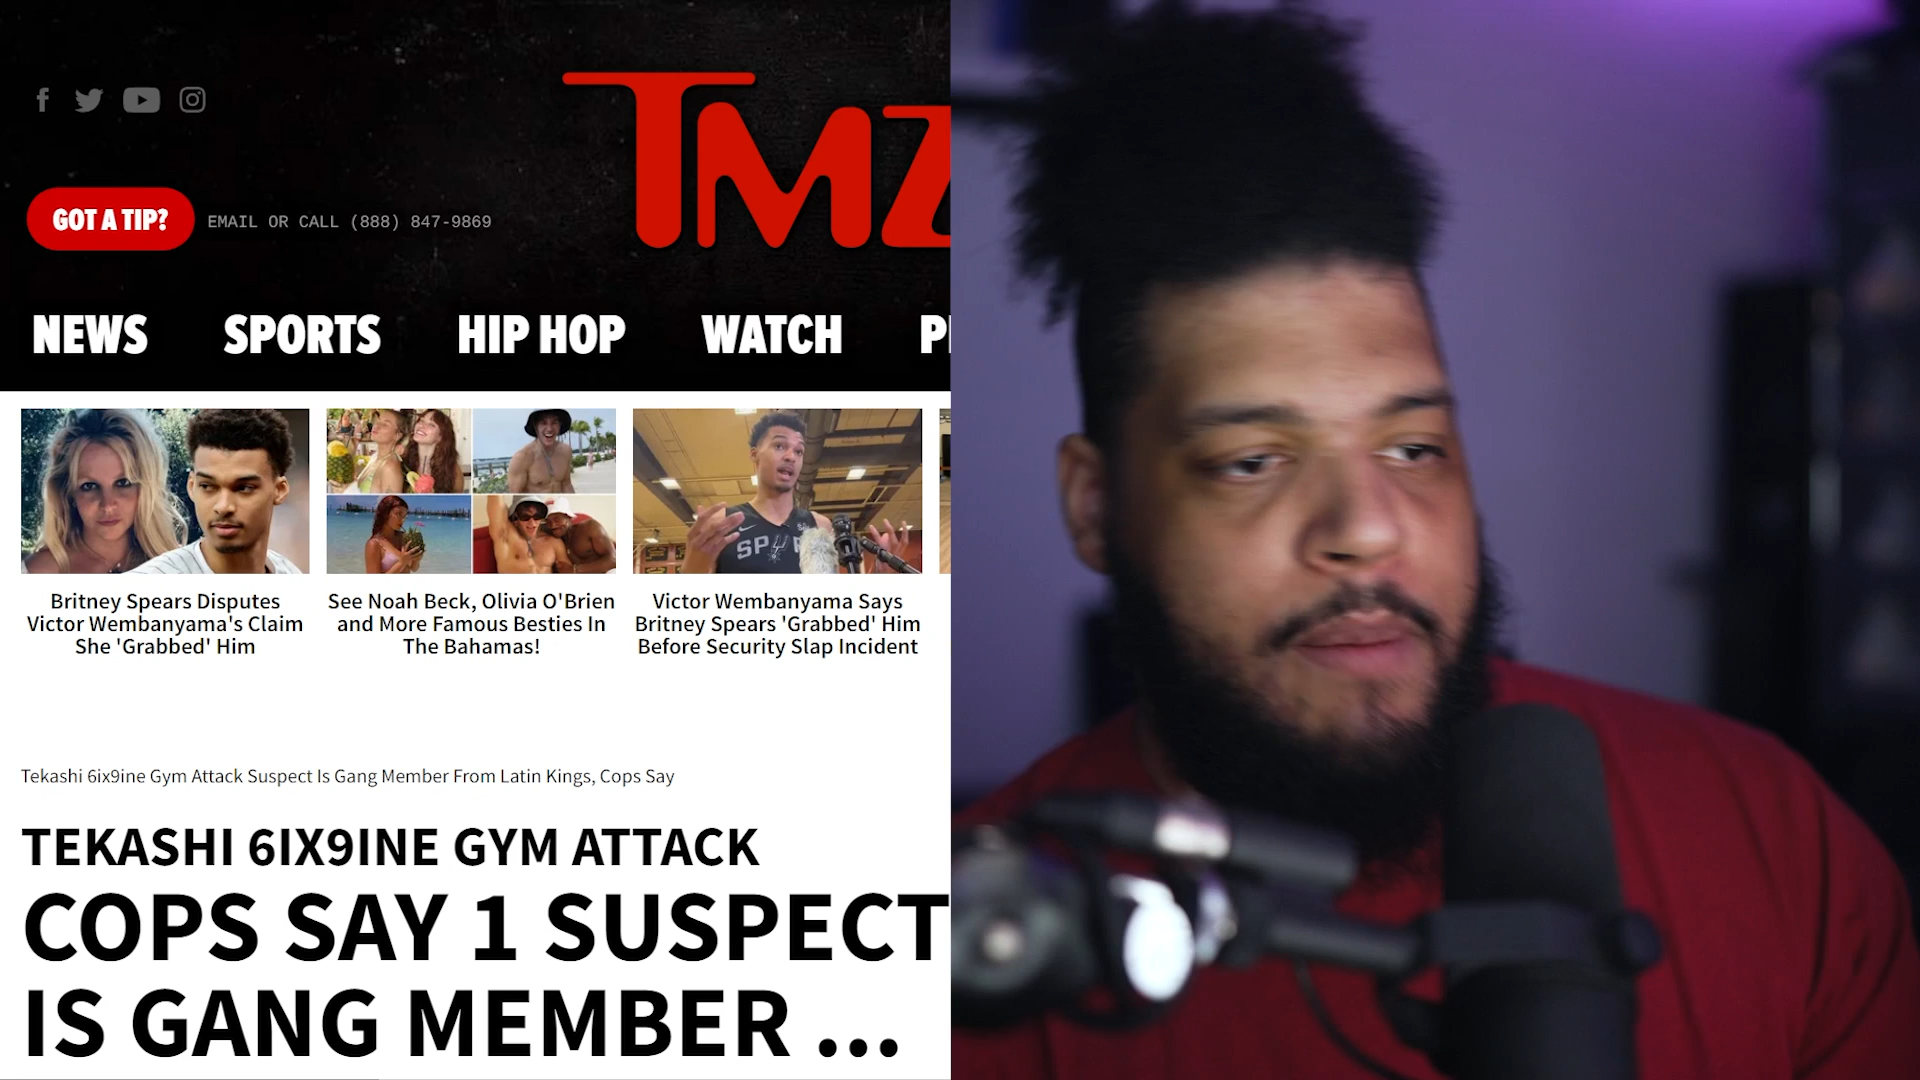 TMZ
GOT A TIP?
EMAIL OR CALL (888) 847-9869
NEWS SPORTS HIP HOP WATCH
Britney Spears Disputes
Victor Wembanyama's Claim
She 'Grabbed' Him
See Noah Beck, Olivia O'Brien
and More Famous Besties In
The Bahamas!
SPURS
Victor Wembanyama Says
Britney Spears 'Grabbed' Him
Before Security Slap Incident
Tekashi 6ix9ine Gym Attack Suspect Is Gang Member From Latin Kings, Cops Say
TEKASHI 6IX9INE GYM ATTACK
COPS SAY 1 SUSPECT
IS GANG MEMBER ...